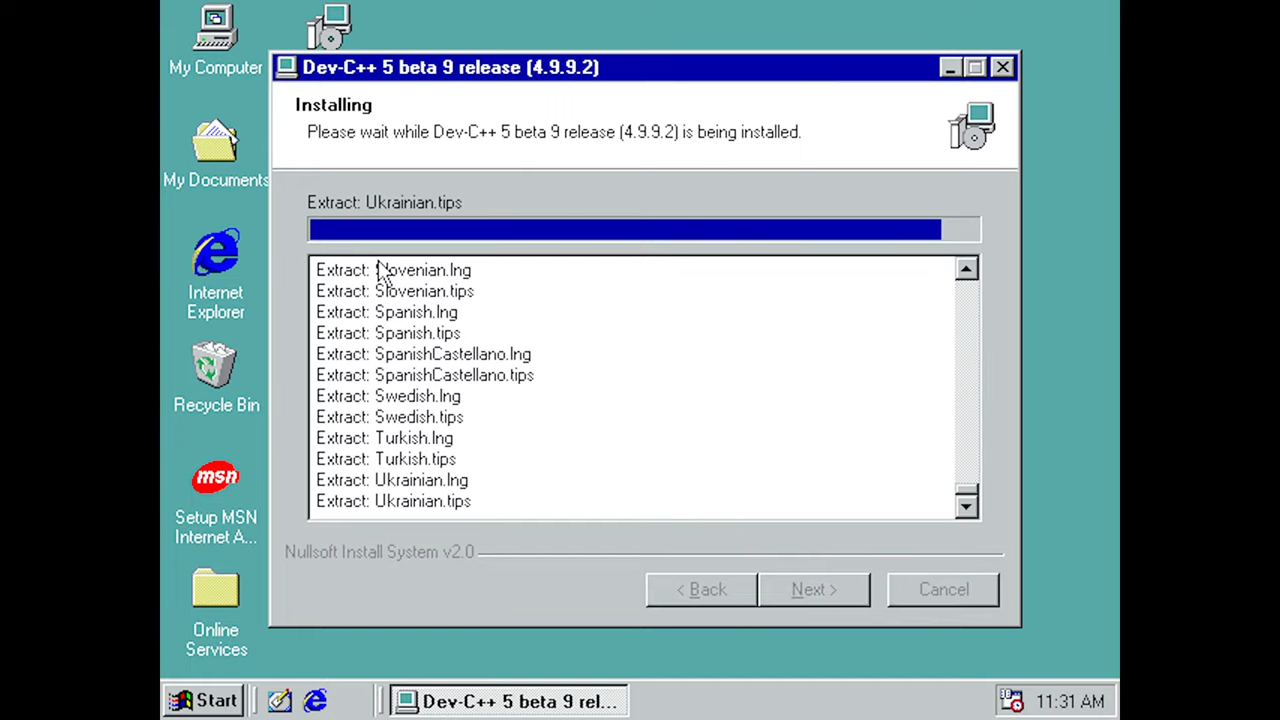 My Computer
My Documents
Internet
Explorer
Recycle Bin
msn
Setup MSN
Internet A...
Online
Services
Dev-C++ 5 beta 9 release (4.9.9.2)
Installing
Please wait while Dev-C++ 5 beta 9 release (4.9.9.2) is being installed.
Extract: Ukrainian.tips
Extract: Slovenian.lng
Extract: Slovenian.tips
Extract: Spanish.lng
Extract: Spanish.tips
Extract: SpanishCastellano.lng
Extract: SpanishCastellano.tips
Extract: Swedish.lng
Extract: Swedish.tips
Extract: Turkish.lng
Extract: Turkish.tips
Extract: Ukrainian.lng
Extract: Ukrainian.tips
Nullsoft Install System v2.0
< Back
Next >
Cancel
Start
Dev-C++ 5 beta 9 rel...
11:31 AM